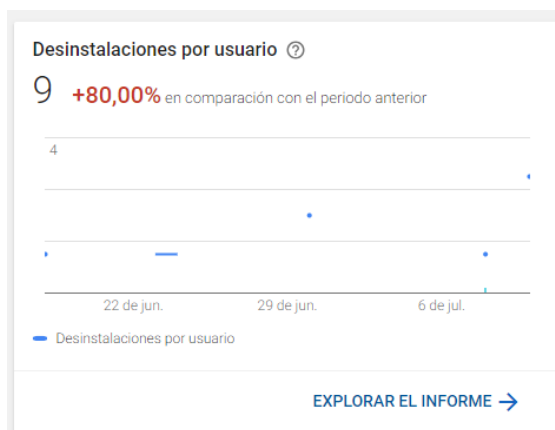 Desinstalaciones por usuario
9 +80,00% en comparación con el periodo anterior
4
22 de jun. 29 de jun. 6 de jul.
Desinstalaciones por usuario
EXPLORAR EL INFORME